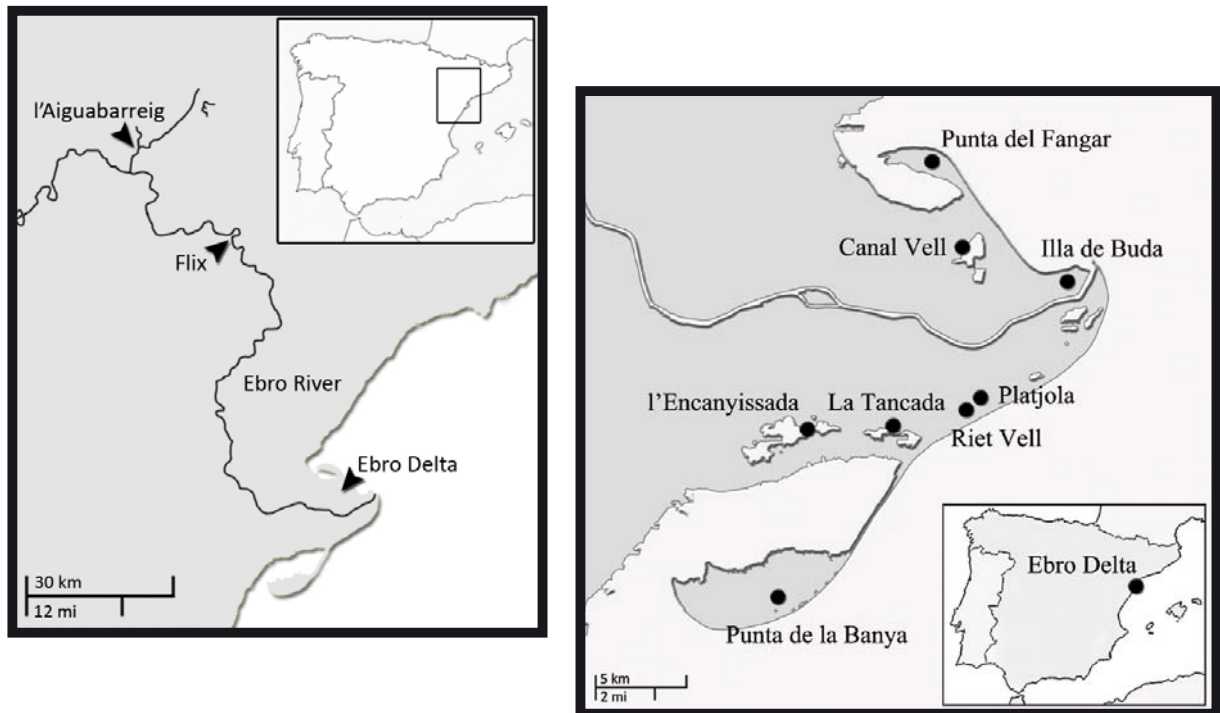 l'Aiguabarreig
Flix
Ebro River
Ebro Delta
30 km
12 mi
Punta del Fangar
Canal Vell
Illa de Buda
l'Encanyissada
La Tancada
Platjola
Riet Vell
Punta de la Banya
Ebro Delta
5 km
2 mi